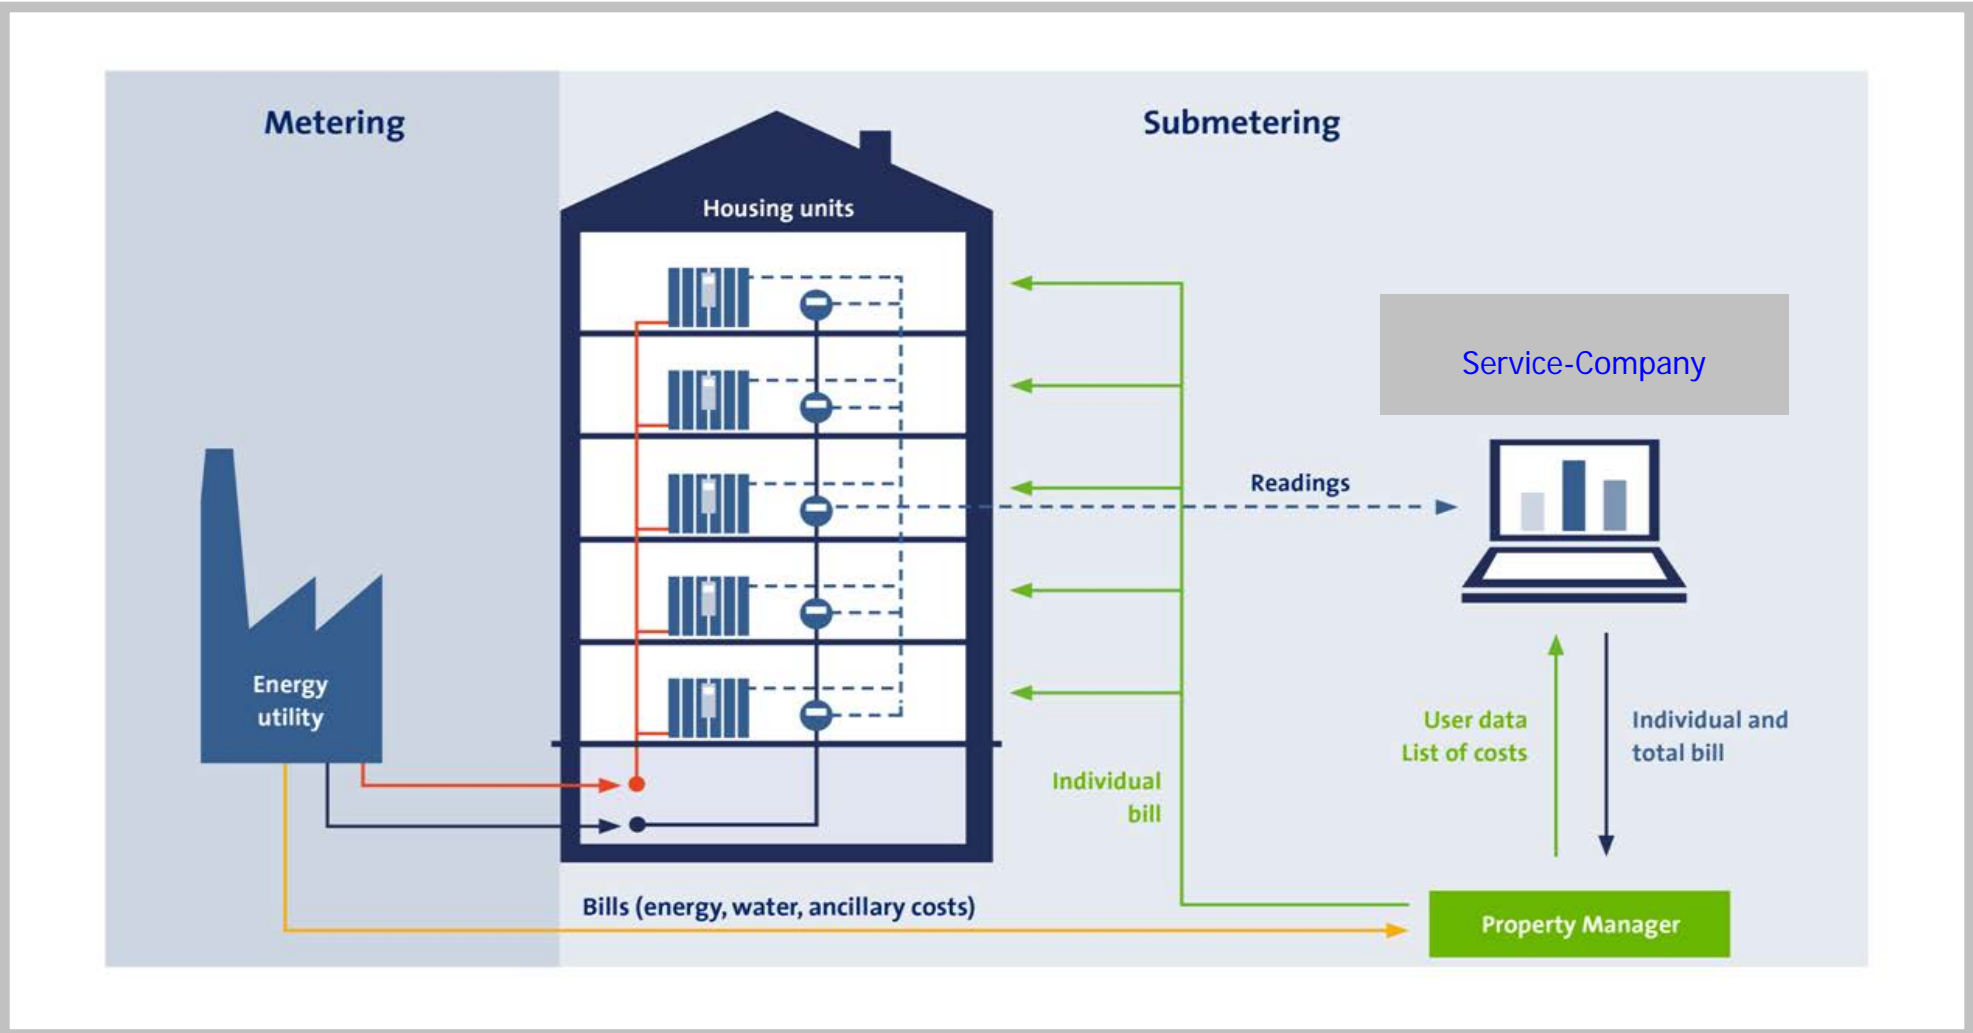 Metering
Submetering
Housing units
Service-Company
Readings
Energy
utility
User data
List of costs
Individual and
total bill
Individual
bill
Bills (energy, water, ancillary costs)
Property Manager